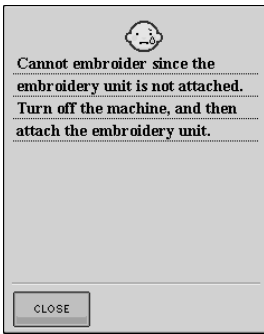 Cannot embroider since the
embroidery unit is not attached.
Turn off the machine, and then
attach the embroidery unit.
CLOSE